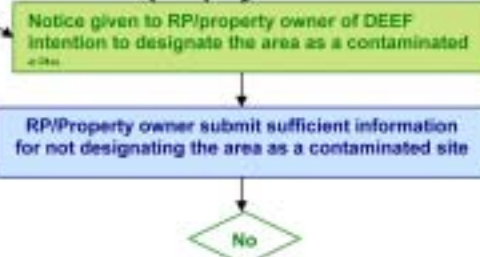 Notice given to RP/property owner of DEEF
intention to designate the area as a contaminated
RP/Property owner submit sufficient information
for not designating the area as a contaminated site
No